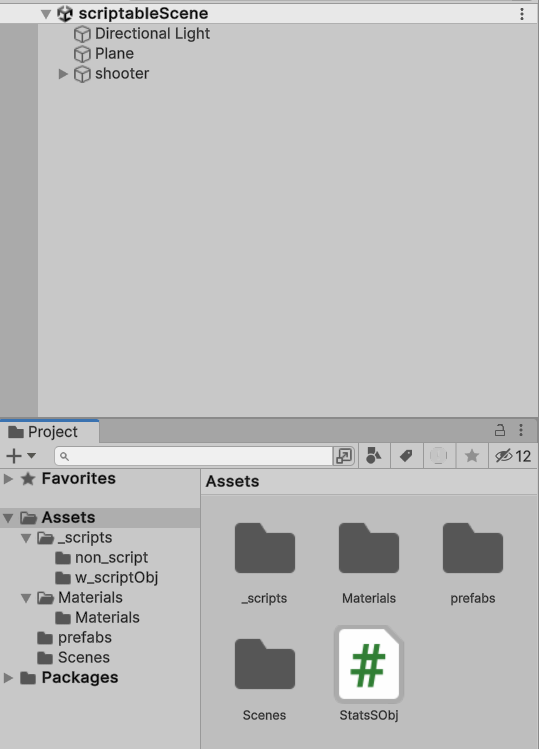 scriptableScene
Directional Light
Plane
shooter
Project
12
Favorites
Assets
Assets
_scripts
non_script
w_scriptObj
Materials
Materials
prefabs
Scenes
Packages
_scripts
Materials
prefabs
Scenes
StatsSObj